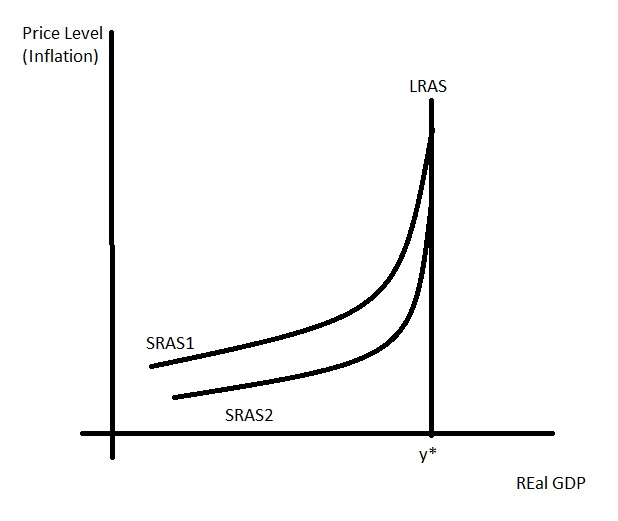 Price Level
(Inflation)
LRAS
SRAS1
SRAS2
y*
REal GDP